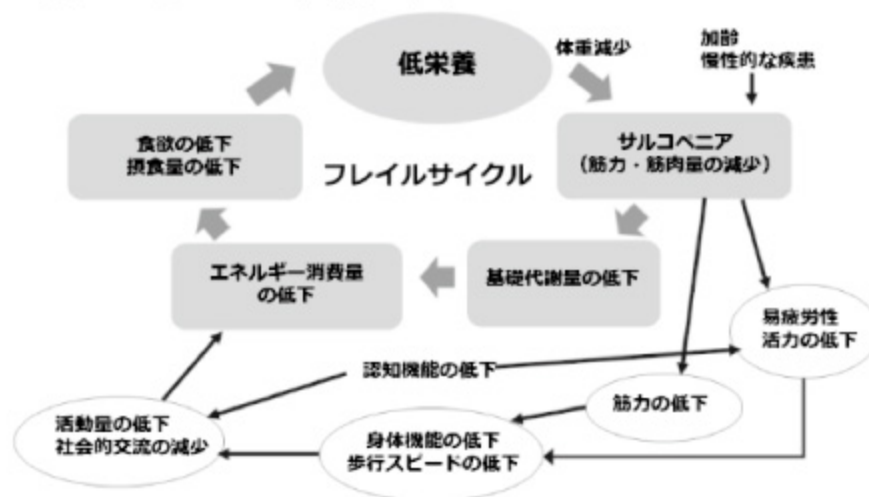 低栄養
体重減少
加齢
慢性的な疾患
食欲の低下
摂食量の低下
サルコペニア
（筋力・筋肉量の減少）
フレイルサイクル
エネルギー消費量
の低下
基礎代謝量の低下
易疲労性
活力の低下
認知機能の低下
筋力の低下
活動量の低下
社会的交流の減少
身体機能の低下
歩行スピードの低下